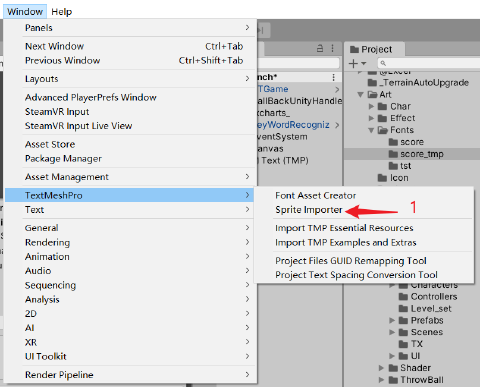 Window Help
Panels
Next Window Ctrl+Tab
Previous Window Ctrl+Shift+Tab
Layouts
Advanced PlayerPrefs Window
SteamVR Input
SteamVR Input Live View
Asset Store
Package Manager
Asset Management
TextMeshPro
Text
General
Rendering
Animation
Audio
Sequencing
Analysis
2D
AI
XR
UI Toolkit
Render Pipeline
Font Asset Creator
Sprite Importer
1
Import TMP Essential Resources
Import TMP Examples and Extras
Project Files GUID Remapping Tool
Project Text Spacing Conversion Tool
nch*
TGame
allBackUnityHandle
xcharts_
eyWordRecogniz
ventSystem
anvas
l Text (TMP)
Project
_TerrainAutoUpgrade
Art
Char
Effect
Fonts
score
score_tmp
tst
Icon
Characters
Controllers
Level_set
Prefabs
Scenes
TX
UI
Shader
ThrowBall